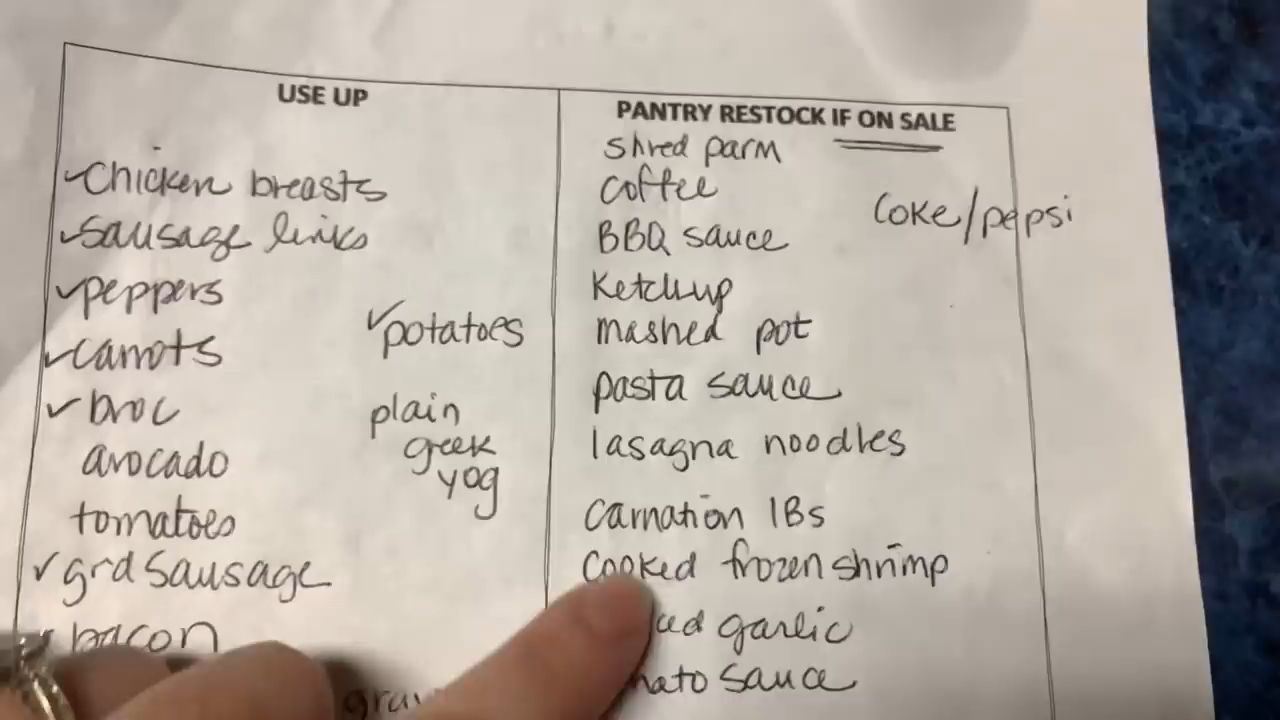 USE UP
✓chicken breasts
✓sausage links
✓peppers
✓potatoes
✓carrots
✓broc
plain
greek
yog
avocado
tomatoes
✓grd sausage
bacon
PANTRY RESTOCK IF ON SALE
shred parm
coffee
Coke/pepsi
BBQ sauce
Ketchup
mashed pot
pasta sauce
lasagna noodles
Carnation IBs
Cooked frozen shrimp
garlic
sauce